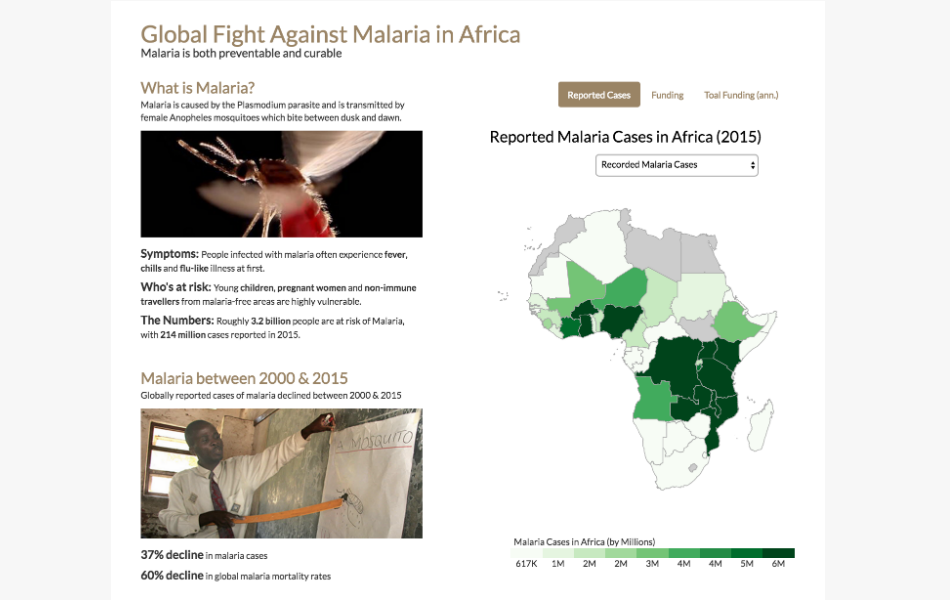 Global Fight Against Malaria in Africa
Malaria is both preventable and curable
What is Malaria?
Malaria is caused by the Plasmodium parasite and is transmitted by
female Anopheles mosquitoes which bite between dusk and dawn.
Symptoms: People infected with malaria often experience fever,
chills and flu-like illness at first.
Who's at risk: Young children, pregnant women and non-immune
travellers from malaria-free areas are highly vulnerable.
The Numbers: Roughly 3.2 billion people are at risk of Malaria,
with 214 million cases reported in 2015.
Malaria between 2000 & 2015
Globally reported cases of malaria declined between 2000 & 2015
A MOSQUITO
37% decline in malaria cases
60% decline in global malaria mortality rates
Reported Cases
Funding
Toal Funding (ann.)
Reported Malaria Cases in Africa (2015)
Recorded Malaria Cases
Malaria Cases in Africa (by Millions)
617K 1M 2M 2M 3M 4M 4M 5M 6M